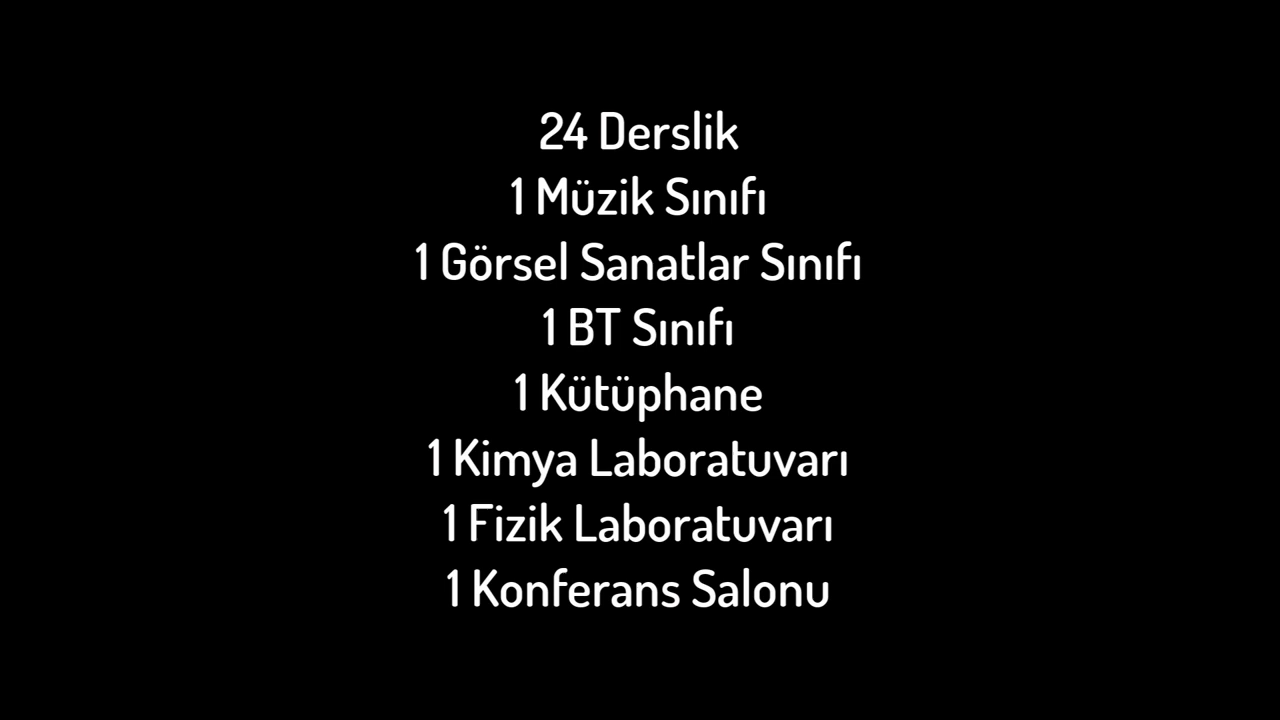 24 Derslik
1 Müzik Sınıfı
1 Görsel Sanatlar Sınıfı
1 BT Sınıfı
1 Kütüphane
1 Kimya Laboratuvarı
1 Fizik Laboratuvarı
1 Konferans Salonu